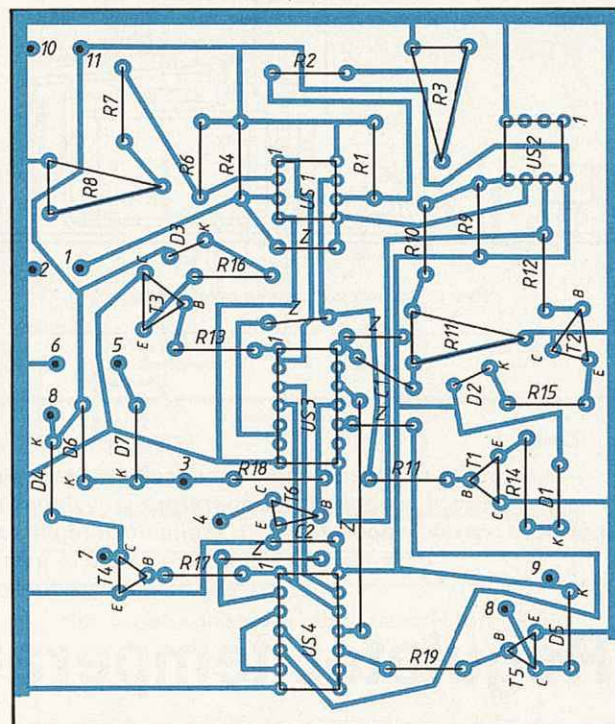 10
11
R2
R3
R7
R6
R4
R1
1
US2
1
US1
R8
R9
R10
R12
Z
K
D3
1
2
C
R16
T3
B
E
R13
Z
1
Z
C1
R11
B
T2
C
E
6
5
K
D2
R15
8
Z
US3
K
D6
D7
D4
K
K
3
R18
R11
B
T1
E
C
R14
D1
K
C
T6
B
E
4
C2
Z
7
C
T4
B
E
R17
Z
1
US4
9
K
8
E
B
T5
C
D5
R19